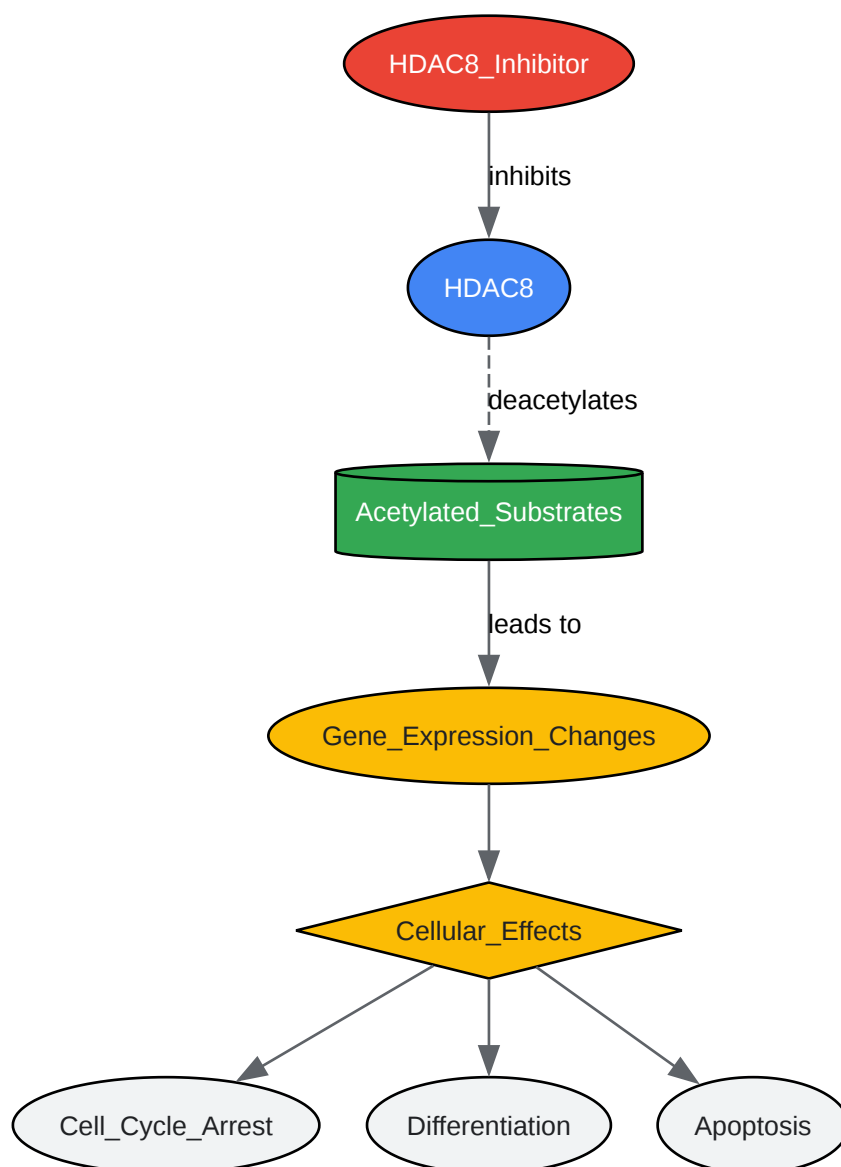 HDAC8_Inhibitor
inhibits
HDAC8
deacetylates
Acetylated_Substrates
leads to
Gene_Expression_Changes
Cellular_Effects
Cell_Cycle_Arrest
Differentiation
Apoptosis